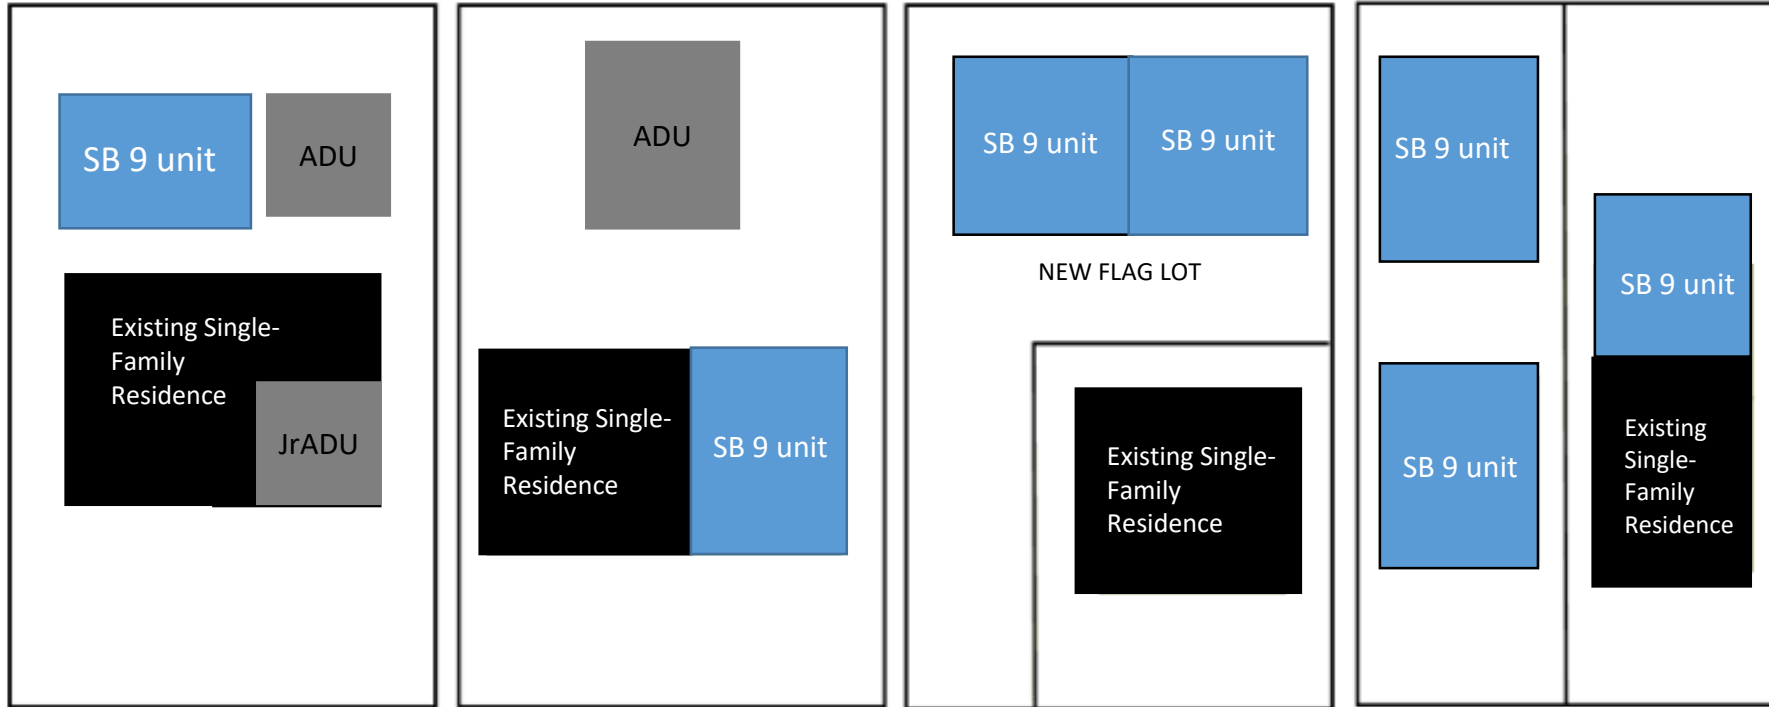 SB 9 unit
ADU
Existing Single-
Family
Residence
JrADU
ADU
Existing Single-
Family
Residence
SB 9 unit
SB 9 unit
SB 9 unit
NEW FLAG LOT
Existing Single-
Family
Residence
SB 9 unit
SB 9 unit
SB 9 unit
Existing
Single-
Family
Residence